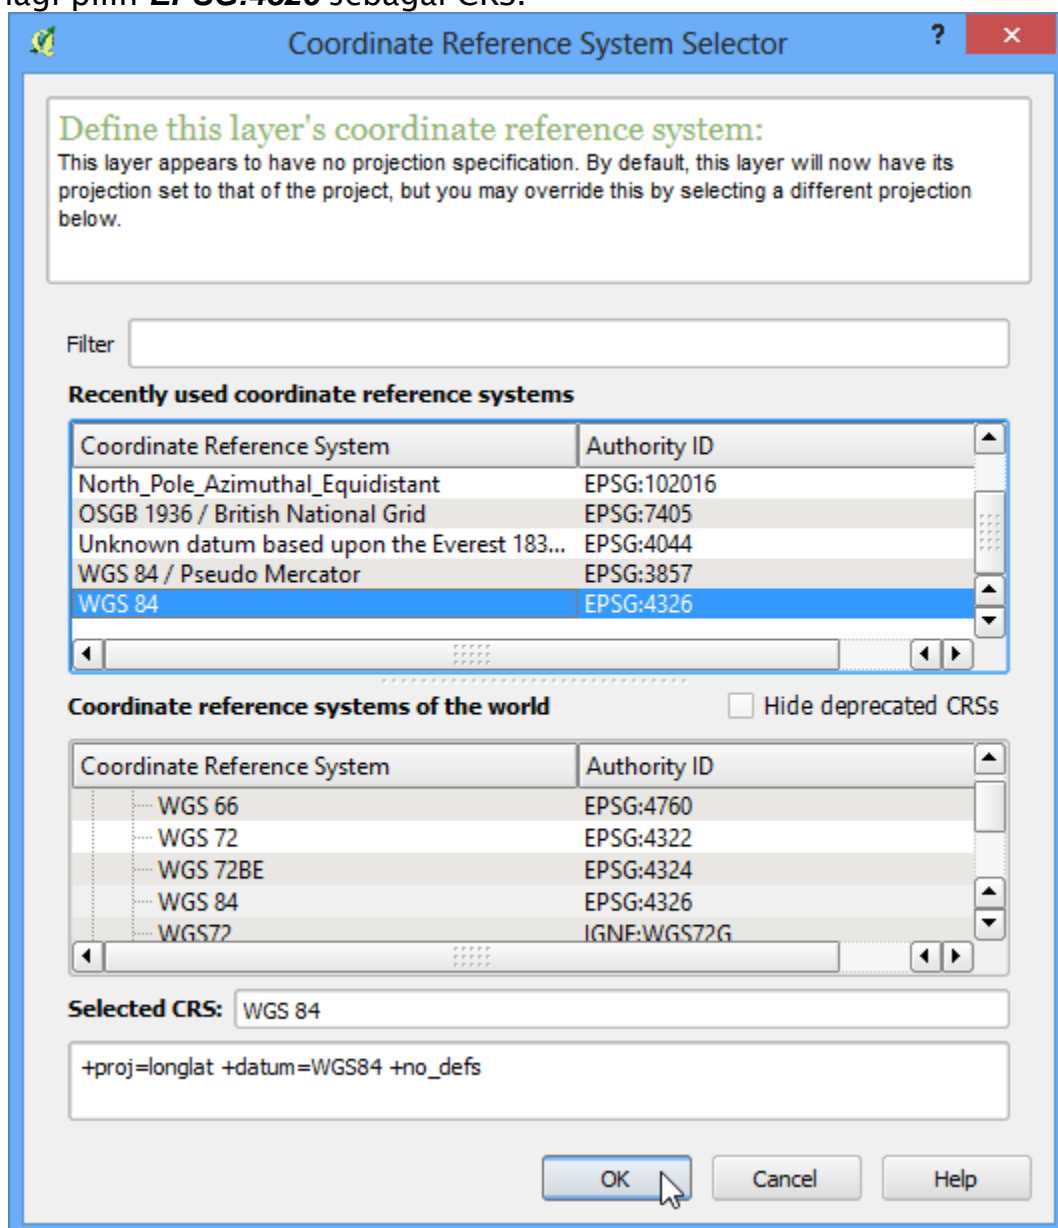 lagi pilih EPSG:4326 sebagai CRS.
Coordinate Reference System Selector ? ×
Define this layer's coordinate reference system:
This layer appears to have no projection specification. By default, this layer will now have its
projection set to that of the project, but you may override this by selecting a different projection
below.
Filter
Recently used coordinate reference systems
Coordinate Reference System Authority ID
North_Pole_Azimuthal_Equidistant EPSG:102016
OSGB 1936 / British National Grid EPSG:7405
Unknown datum based upon the Everest 183... EPSG:4044
WGS 84 / Pseudo Mercator EPSG:3857
WGS 84 EPSG:4326
Coordinate reference systems of the world Hide deprecated CRSs
Coordinate Reference System Authority ID
WGS 66 EPSG:4760
WGS 72 EPSG:4322
WGS 72BE EPSG:4324
WGS 84 EPSG:4326
WGS72 IGNF:WGS72G
Selected CRS: WGS 84
+proj=longlat +datum=WGS84 +no_defs
OK Cancel Help